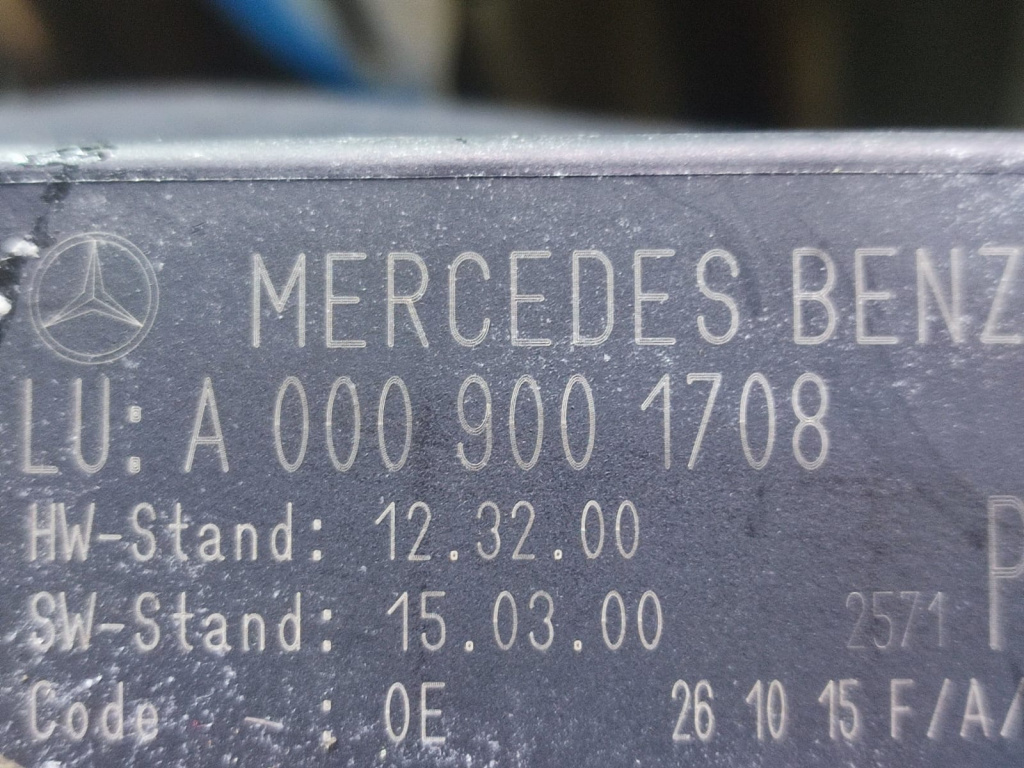 MERCEDES BENZ
LU: A 000 900 1708
HW-Stand: 12.32.00
P
SW-Stand: 15.03.00 2571
Code - : 0E 26 10 15 F/A/